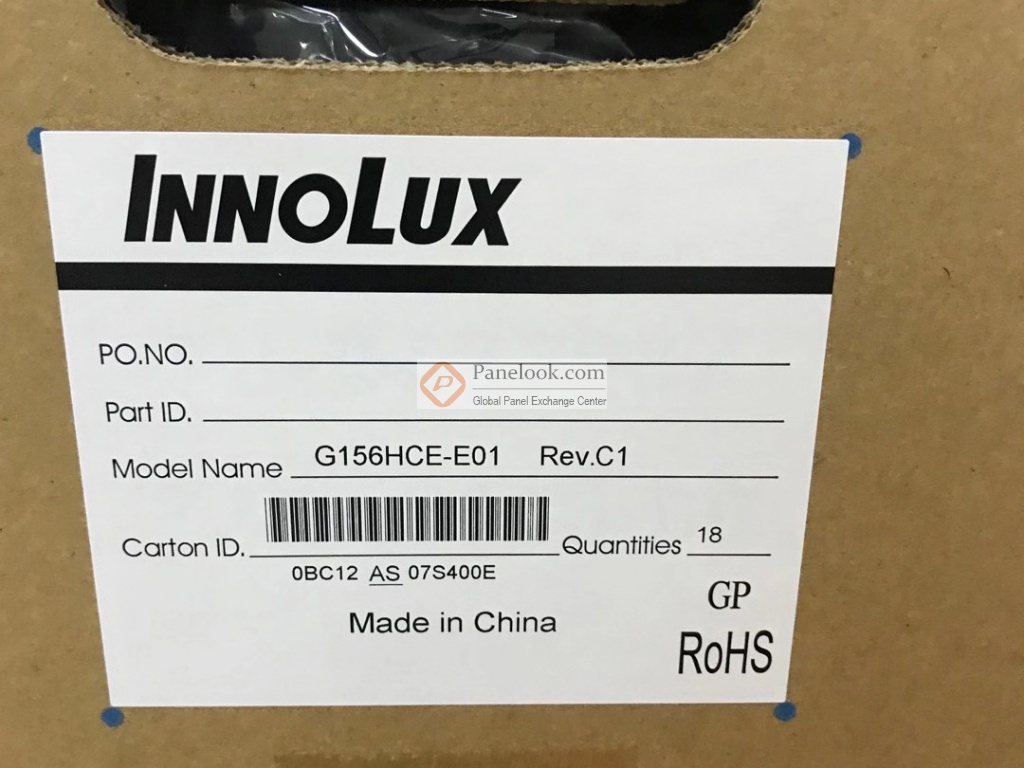 INNOLUX
PO.NO.
Panelook.com
Global Panel Exchange Center
Part ID.
Model Name G156HCE-E01 Rev.C1
Carton ID. Quantities 18
0BC12 AS 07S400E
GP
Made in China
RoHS